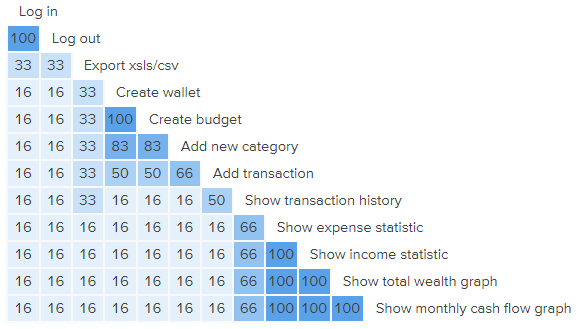 Log in
100 Log out
33 33 Export xsls/csv
16 16 33 Create wallet
16 16 33 100 Create budget
16 16 33 83 83 Add new category
16 16 33 50 50 66 Add transaction
16 16 33 16 16 16 50 Show transaction history
16 16 16 16 16 16 16 66 Show expense statistic
16 16 16 16 16 16 16 66 100 Show income statistic
16 16 16 16 16 16 16 66 100 100 Show total wealth graph
16 16 16 16 16 16 16 66 100 100 100 Show monthly cash flow graph